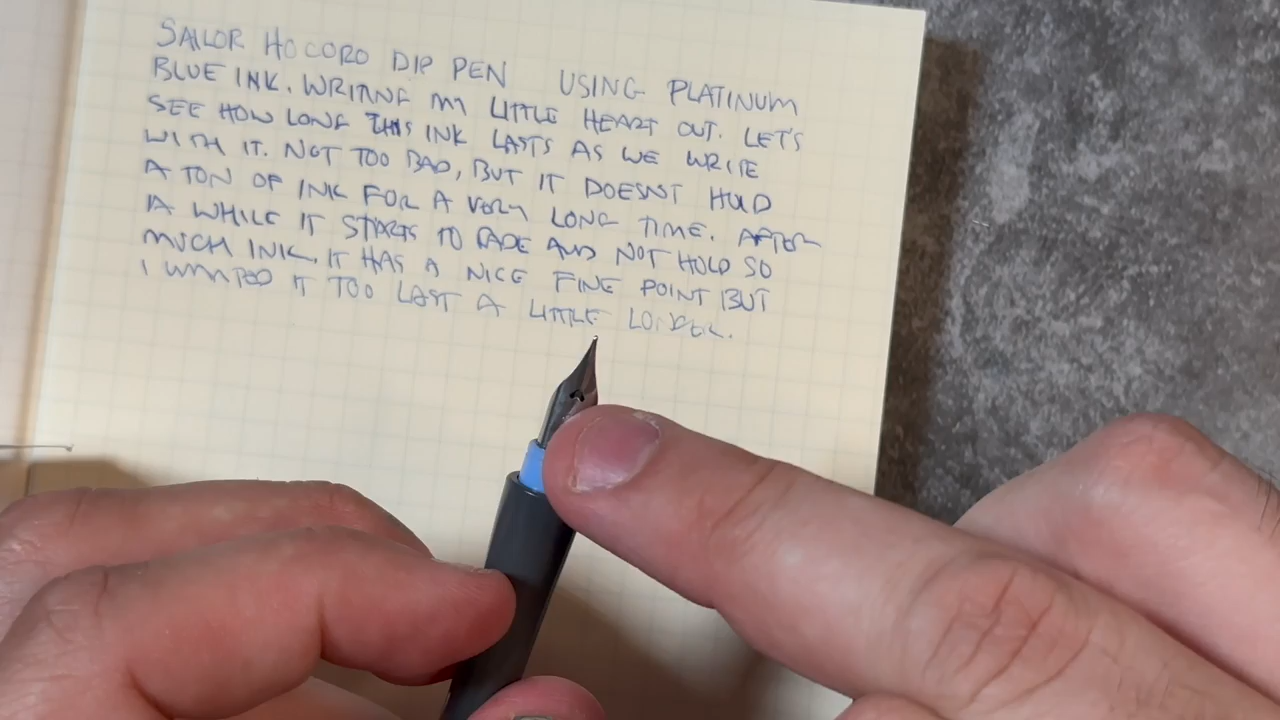 SAILOR HOCORO DIP PEN USING PLATINUM
BLUE INK. WRITING MY LITTLE HEART OUT. LET'S
SEE HOW LONG THIS INK LASTS AS WE WRITE
WITH IT. NOT TOO BAD, BUT IT DOESNT HOLD
A TON OF INK FOR A VERY LONG TIME. AFTER
A WHILE IT STARTS TO FADE AND NOT HOLD SO
MUCH INK. IT HAS A NICE FINE POINT BUT
I WANTED IT TOO LAST A LITTLE LONGER.